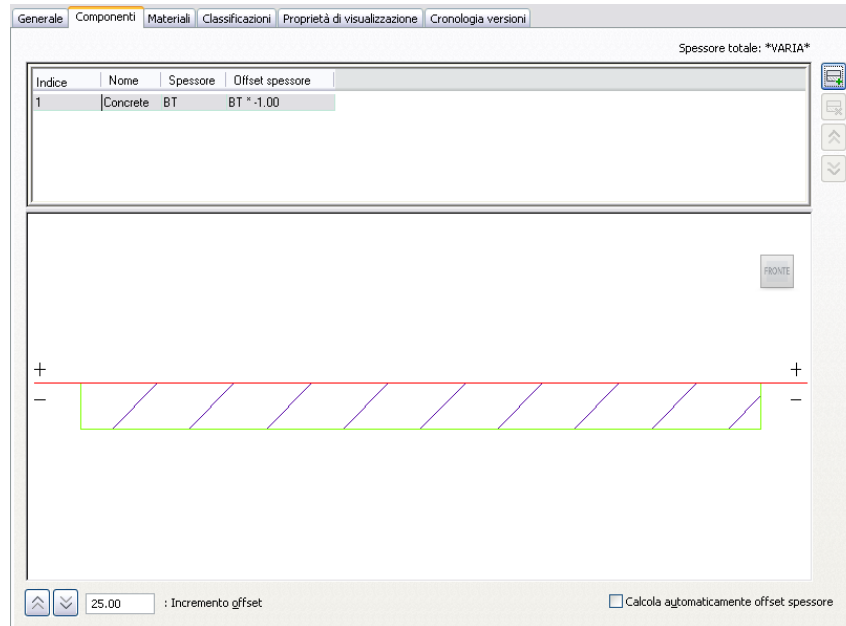 Generale Componenti Materiali Classificazioni Proprietà di visualizzazione Cronologia versioni
Spessore totale: *VARIA*
Indice Nome Spessore Offset spessore
1 Concrete BT BT * -1.00
FRONTE
+ +
− −
25.00 : Incremento offset Calcola automaticamente offset spessore